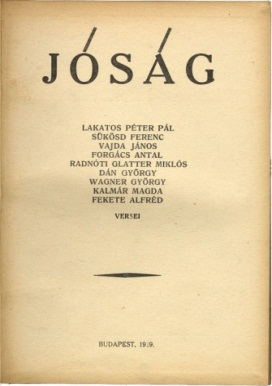 JÓSÁG
LAKATOS PÉTER PÁL
SÜKÖSD FERENC
VAJDA JÁNOS
FORGÁCS ANTAL
RADNÓTI GLATTER MIKLÓS
DÁN GYÖRGY
WAGNER GYÖRGY
KALMÁR MAGDA
FEKETE ALFRÉD
VERSEI
BUDAPEST, 1929.